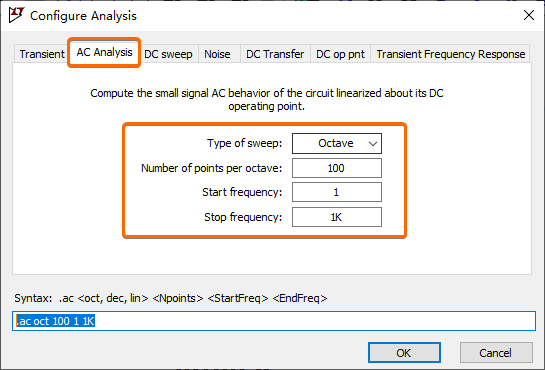 Configure Analysis
Transient AC Analysis DC sweep Noise DC Transfer DC op pnt Transient Frequency Response
Compute the small signal AC behavior of the circuit linearized about its DC
operating point.
Type of sweep: Octave
Number of points per octave: 100
Start frequency: 1
Stop frequency: 1K
Syntax: .ac <oct, dec, lin> <Npoints> <StartFreq> <EndFreq>
.ac oct 100 1 1K
OK Cancel